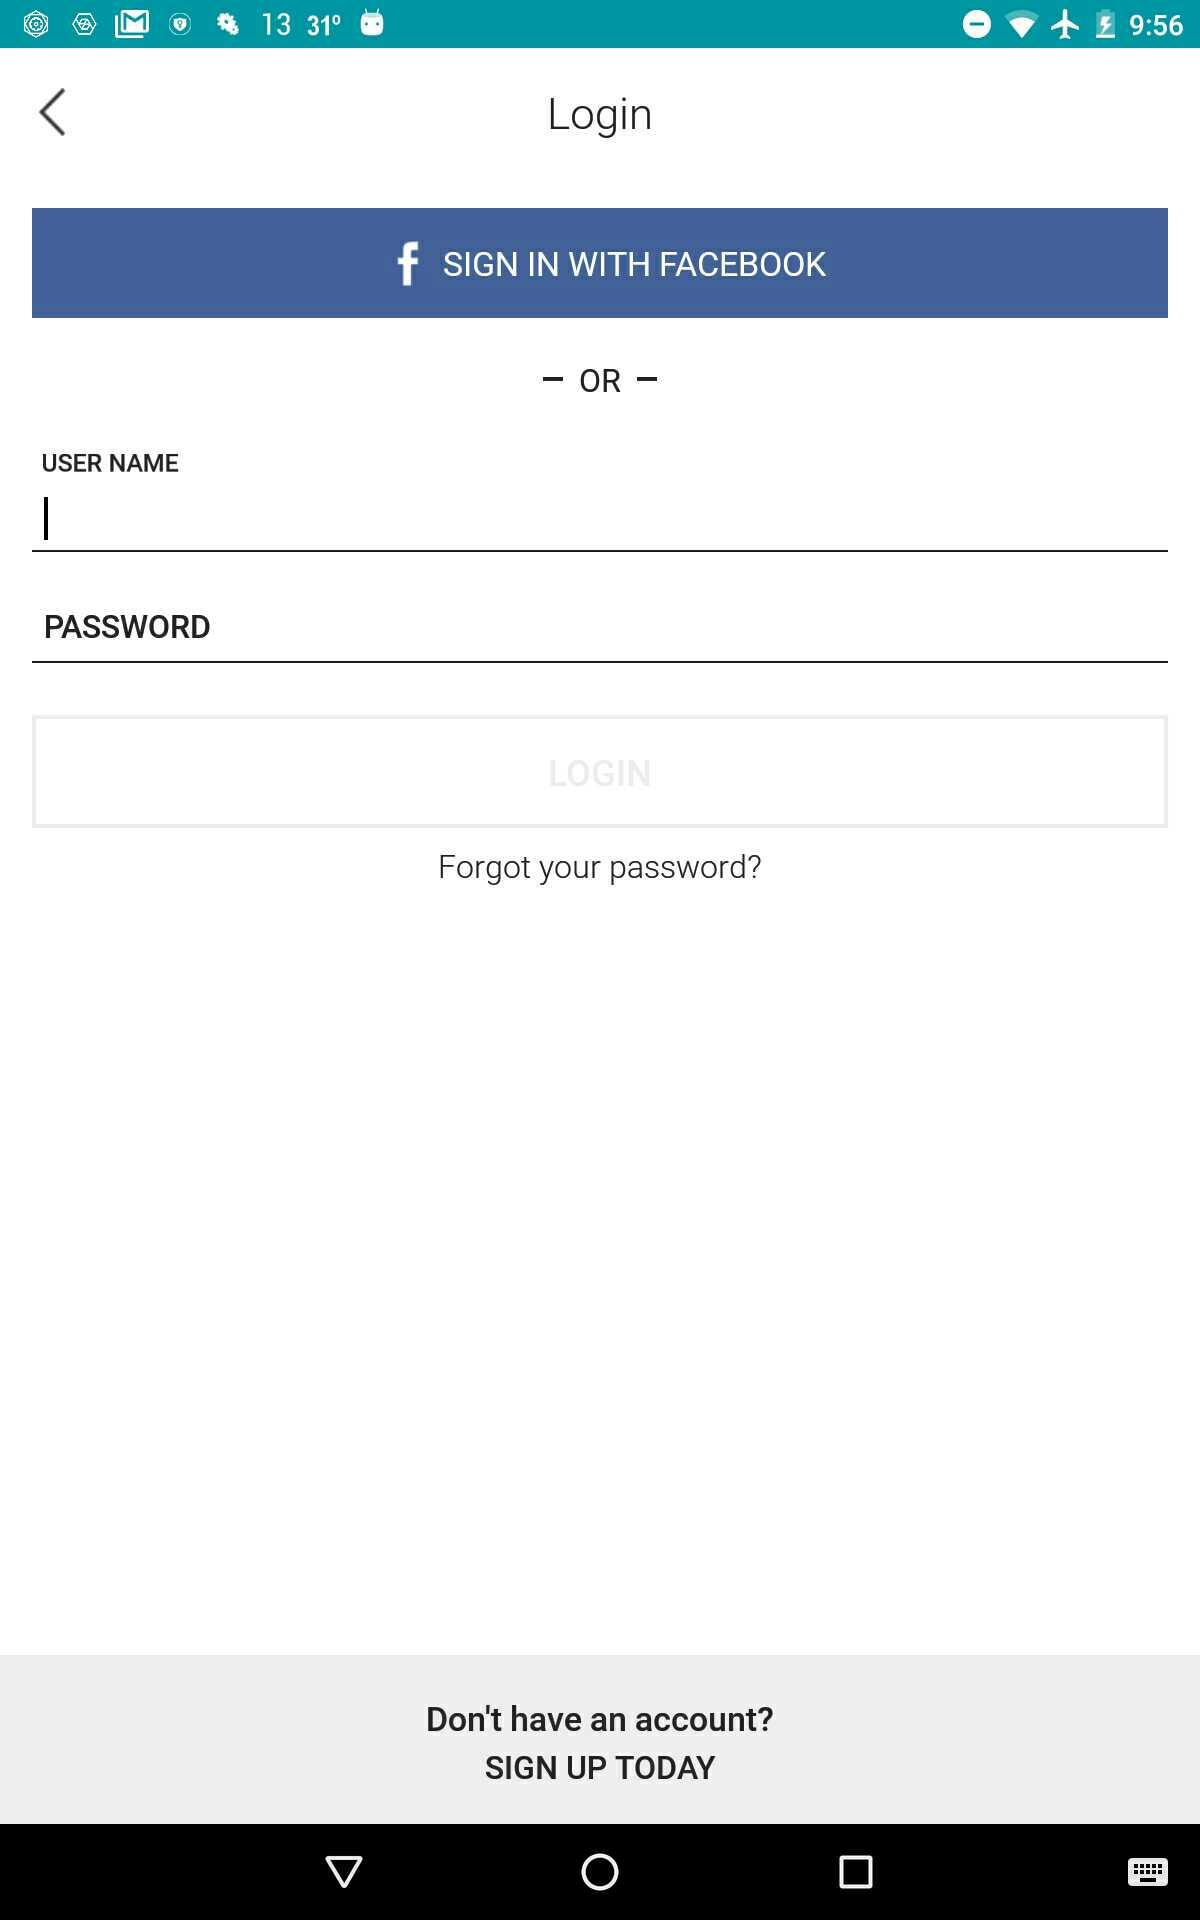 13 31º 9:56
Login
SIGN IN WITH FACEBOOK
OR
USER NAME
PASSWORD
LOGIN
Forgot your password?
Don't have an account?
SIGN UP TODAY